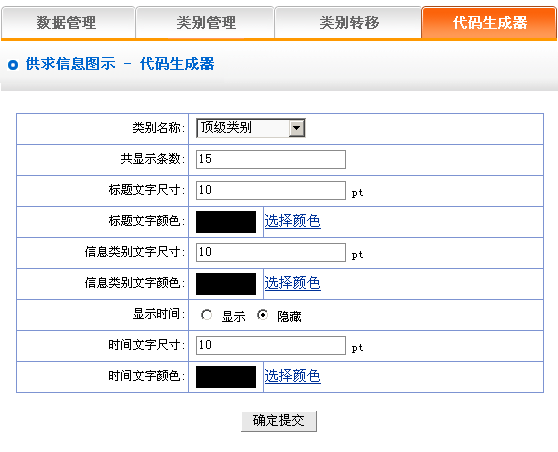 数据管理 类别管理 类别转移 代码生成器
供求信息图示 - 代码生成器
类别名称: 顶级类别
共显示条数: 15
标题文字尺寸: 10 pt
标题文字颜色: 选择颜色
信息类别文字尺寸: 10 pt
信息类别文字颜色: 选择颜色
显示时间: 显示 隐藏
时间文字尺寸: 10 pt
时间文字颜色: 选择颜色
确定提交